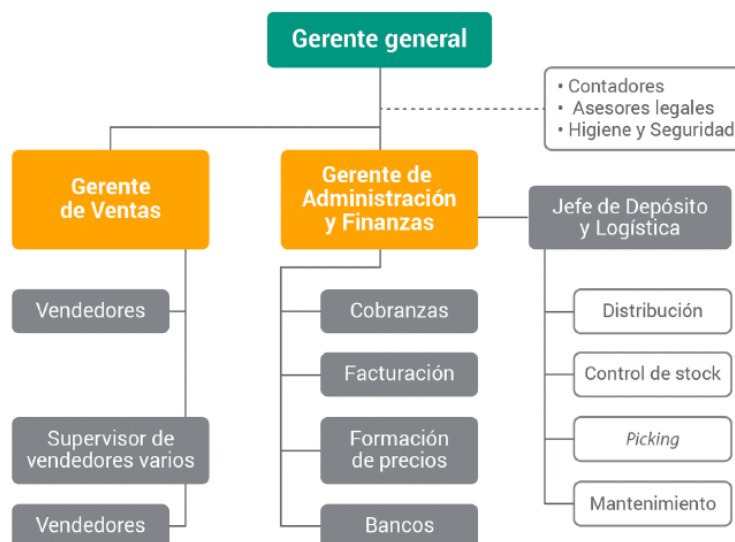 Gerente general
• Contadores
• Asesores legales
• Higiene y Seguridad
Gerente
de Ventas
Gerente de
Administración
y Finanzas
Jefe de Depósito
y Logística
Vendedores
Supervisor de
vendedores varios
Vendedores
Cobranzas
Facturación
Formación
de precios
Bancos
Distribución
Control de stock
Picking
Mantenimiento